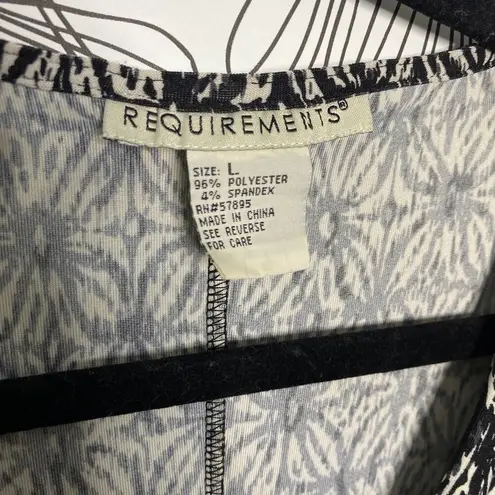 REQUIREMENTS®
SIZE: L
96% POLYESTER
4% SPANDEX
RN#57895
MADE IN CHINA
SEE REVERSE
FOR CARE